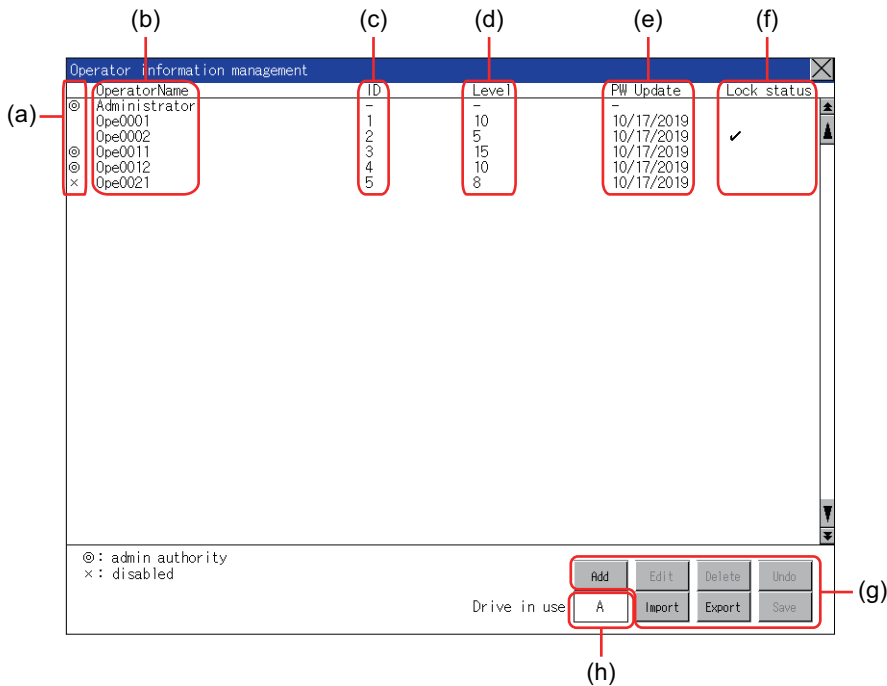 (b) (c) (d) (e) (f)
Operator information management
OperatorName ID Level PW Update Lock status
(a)
◎ Administrator - - -
Ope0001 1 10 10/17/2019
Ope0002 2 5 10/17/2019 ✓
◎ Ope0011 3 15 10/17/2019
◎ Ope0012 4 10 10/17/2019
× Ope0021 5 8 10/17/2019
◎: admin authority
×: disabled
Add Edit Delete Undo
(g)
Drive in use A Import Export Save
(h)